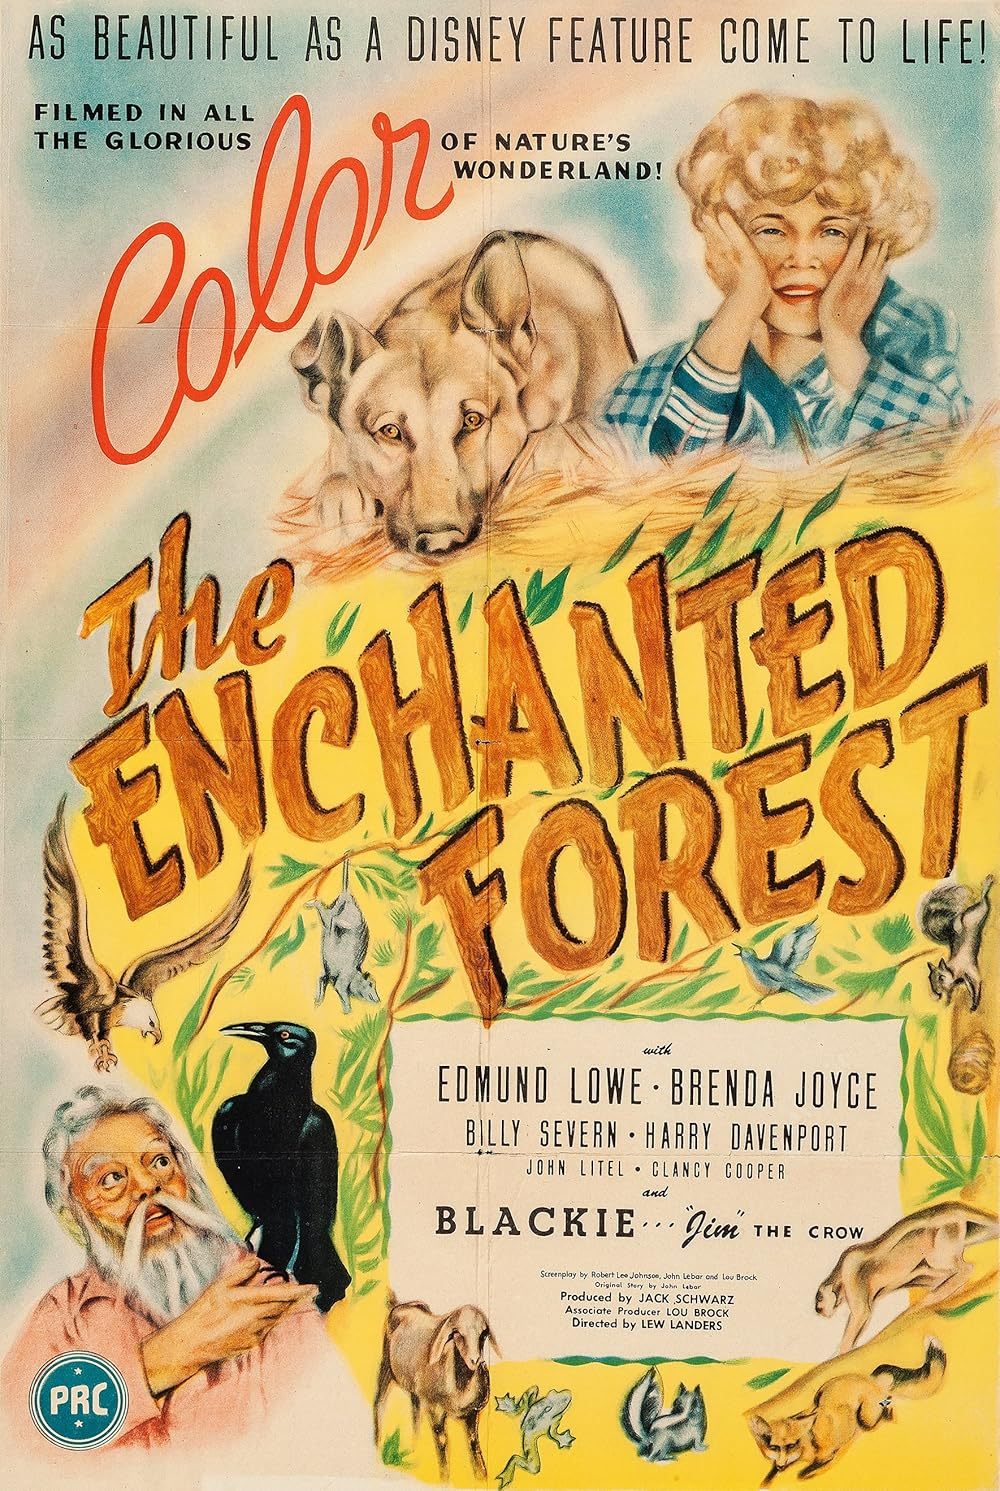 AS BEAUTIFUL AS A DISNEY FEATURE COME TO LIFE!
FILMED IN ALL
THE GLORIOUS
Color
OF NATURE'S
WONDERLAND!
The
ENCHANTED
FOREST
with
EDMUND LOWE · BRENDA JOYCE
BILLY SEVERN · HARRY DAVENPORT
JOHN LITEL · CLANCY COOPER
and
BLACKIE... "Jim" THE CROW
Screenplay by Robert Lee Johnson, John Lebar and Lou Brock
Original Story by John Lebar
Produced by JACK SCHWARZ
Associate Producer LOU BROCK
Directed by LEW LANDERS
PRC